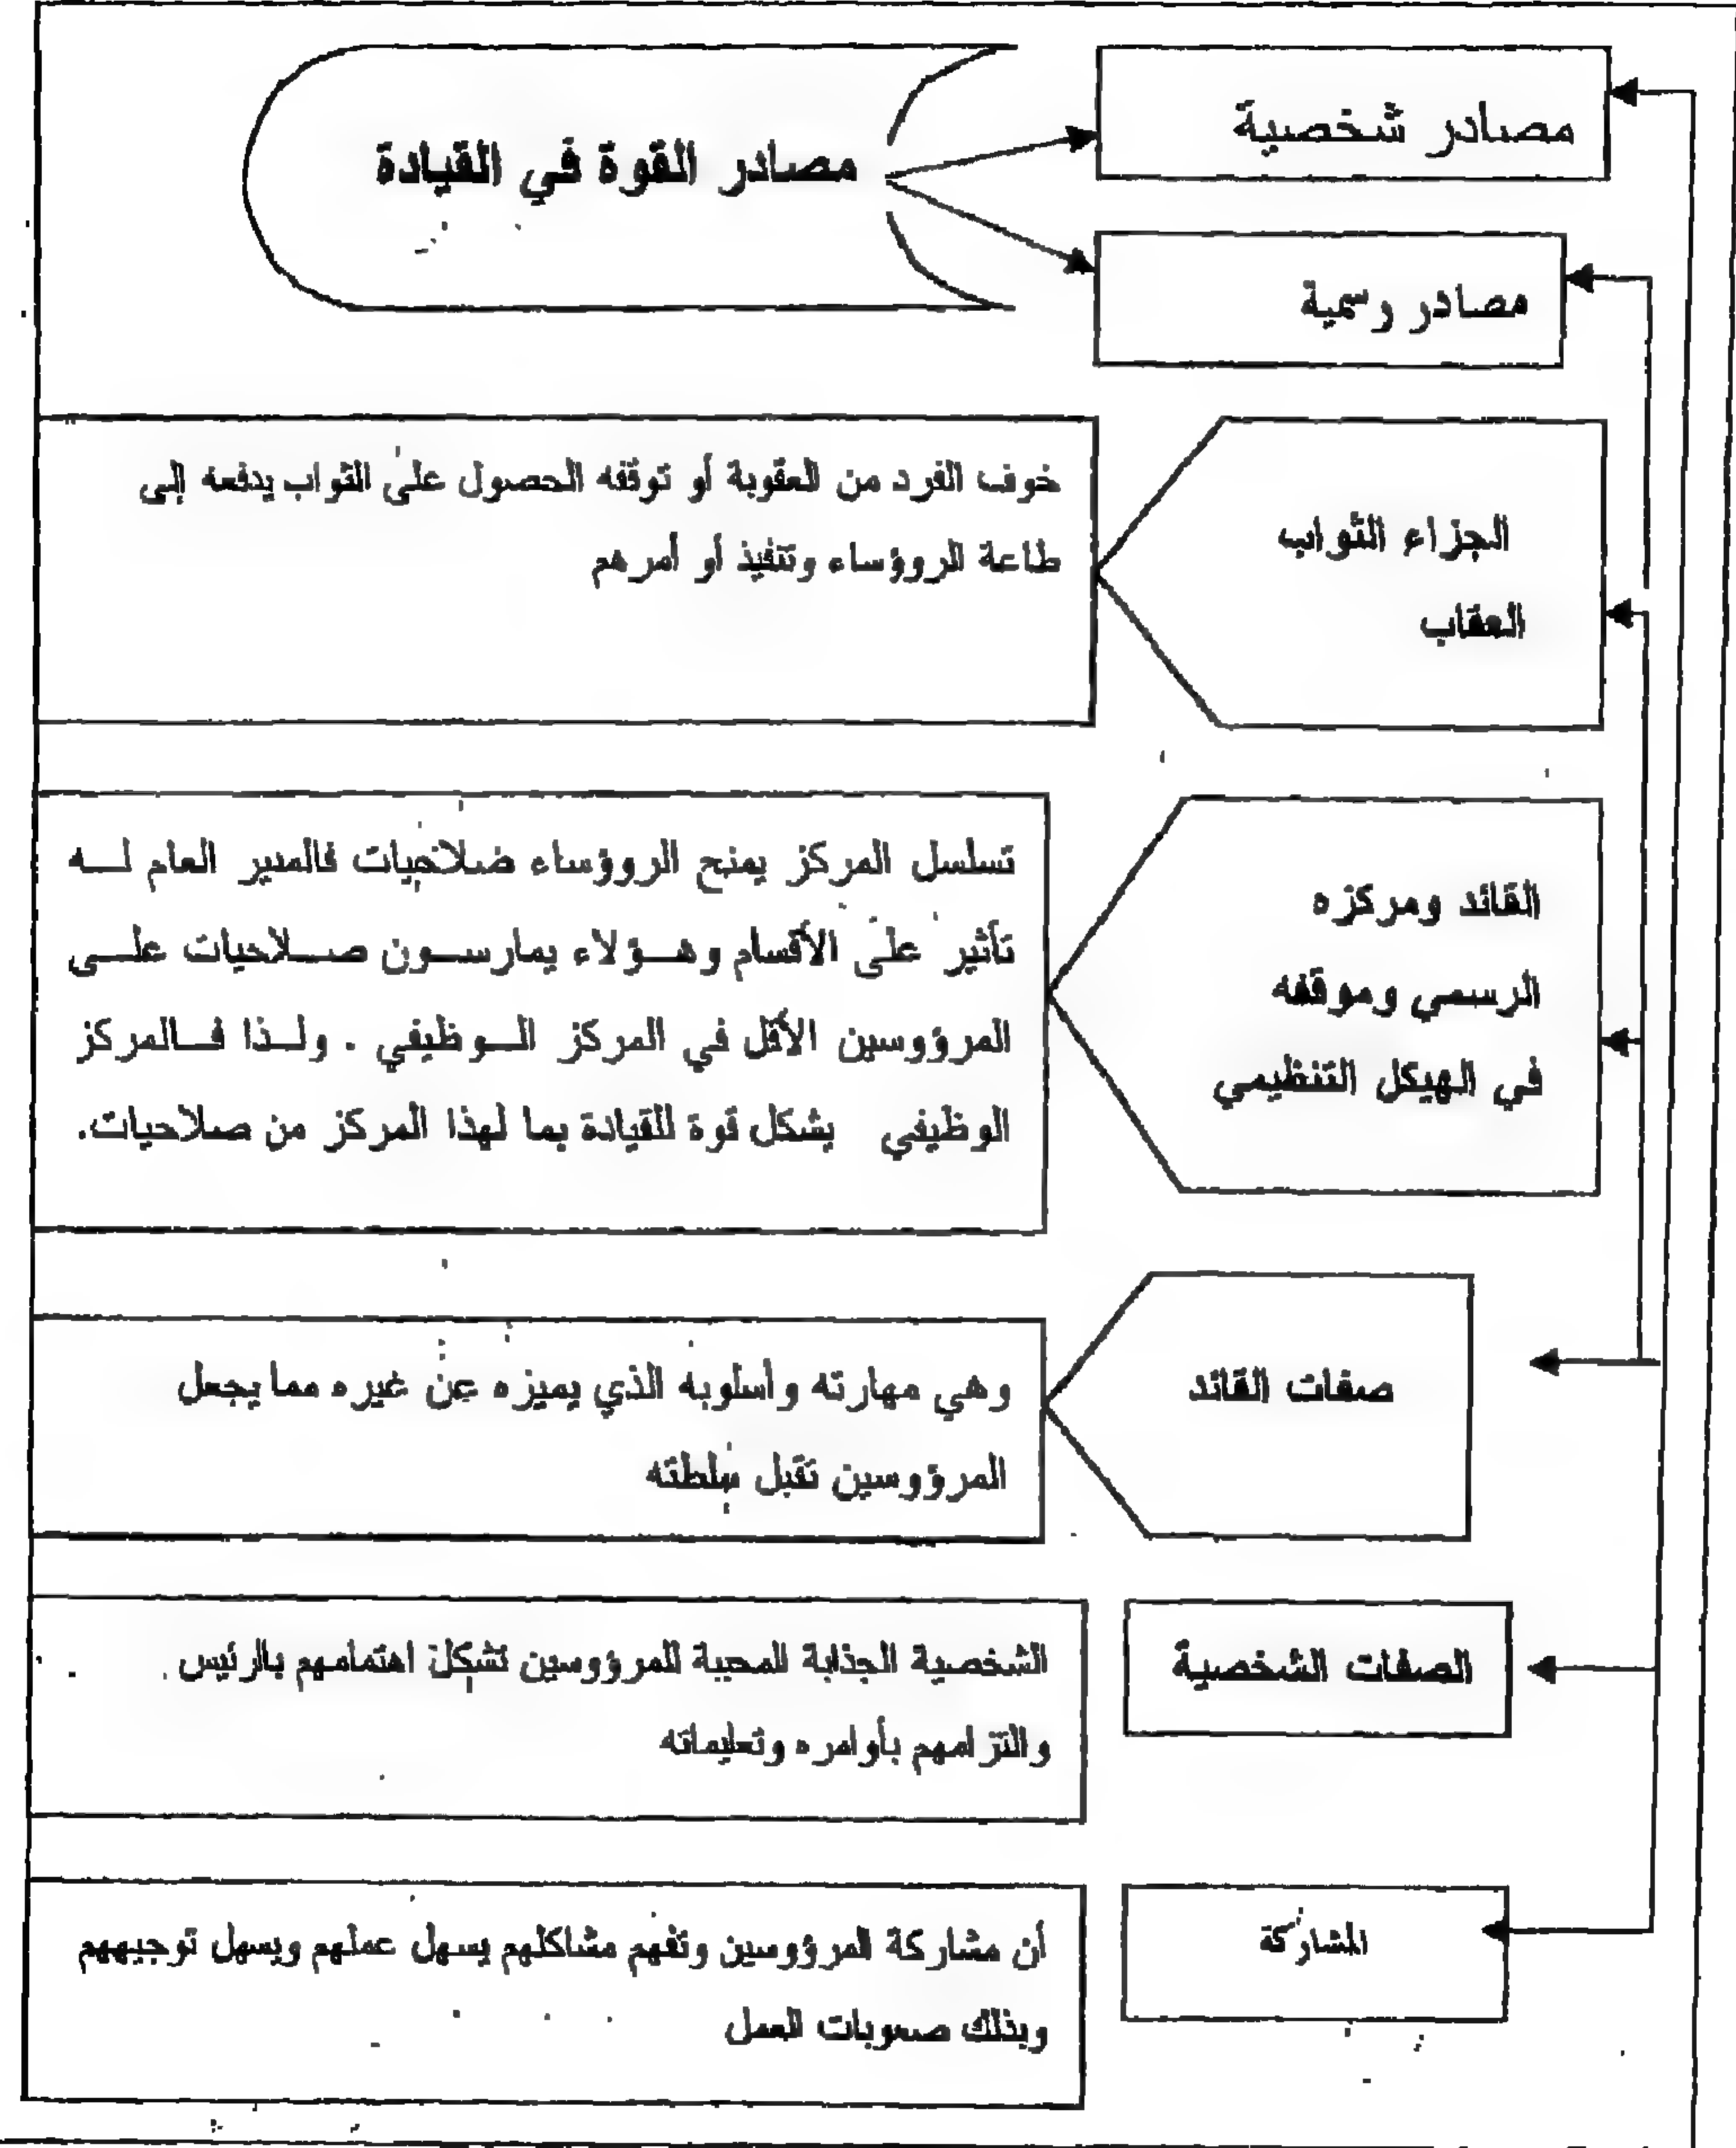 مصادر القوة في القيادة
مصادر شخصية
مصادر رسمية
الجزاء الثواب
العقاب
خوف الفرد من العقوبة أو توقفه الحصول على الثواب يدفعه إلى
طاعة الروؤساء وتنفيذ أو أمرهم
القائد ومركزه
الرسمي وموقفه
في الهيكل التنظيمي
تسلسل المركز يمنح الروؤساء صلاحيات فالمدير العام لــه
تأثير على الأقسام وهــؤلاء يمارســون صــلاحيات علــى
المرؤوسين الأقل في المركز الــوظيفي . ولــذا فــالمركز
الوظيفي يشكل قوة للقيادة بما لهذا المركز من صلاحيات.
صفات القائد
وهي مهارته وأسلوبه الذي يميزه عن غيره مما يجعل
المرؤوسين تقبل سلطته
الصفات الشخصية
الشخصية الجذابة المحببة للمرؤوسين تشكل اهتمامهم بالرئيس
والتزامهم بأوامره وتعليماته
المشاركة
أن مشاركة المرؤوسين وتفهم مشاكلهم يسهل عملهم ويسهل توجيههم
وبذلك صعوبات العمل